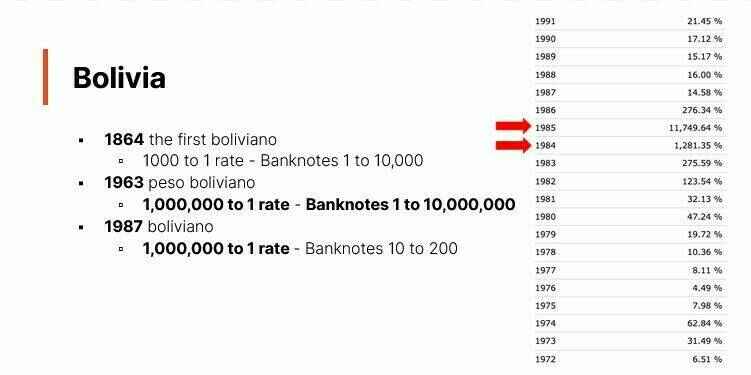 Bolivia
1864 the first boliviano
1000 to 1 rate - Banknotes 1 to 10,000
1963 peso boliviano
1,000,000 to 1 rate - Banknotes 1 to 10,000,000
1987 boliviano
1,000,000 to 1 rate - Banknotes 10 to 200
1991 21.45 %
1990 17.12 %
1989 15.17 %
1988 16.00 %
1987 14.58 %
1986 276.34 %
1985 11,749.64 %
1984 1,281.35 %
1983 275.59 %
1982 123.54 %
1981 32.13 %
1980 47.24 %
1979 19.72 %
1978 10.36 %
1977 8.11 %
1976 4.49 %
1975 7.98 %
1974 62.84 %
1973 31.49 %
1972 6.51 %